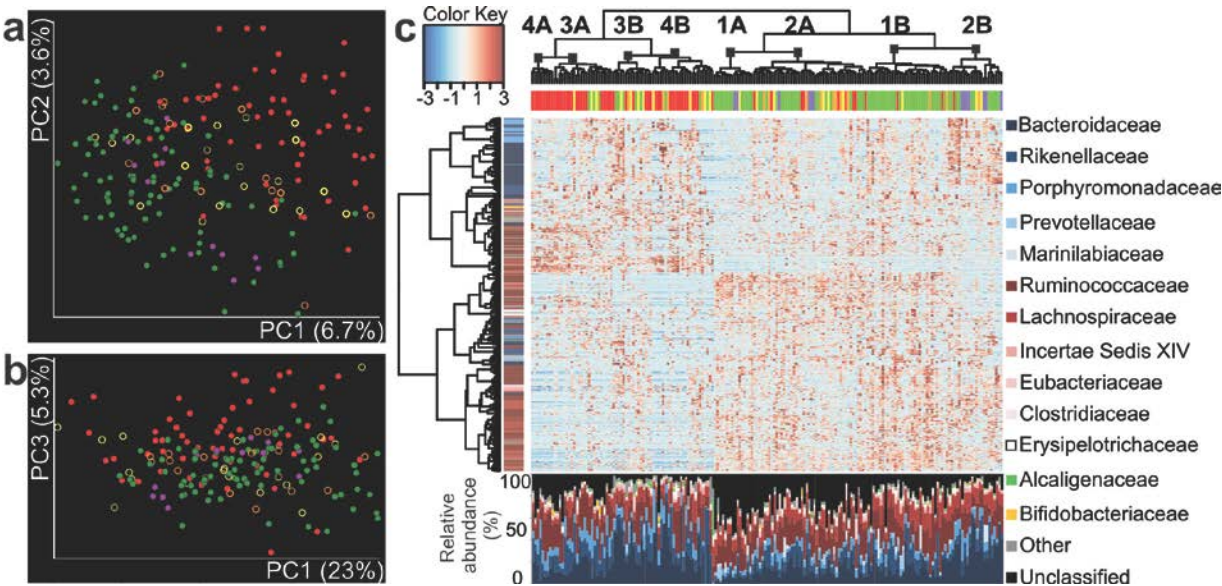 a
PC2 (3.6%)
PC1 (6.7%)
b
PC3 (5.3%)
PC1 (23%)
Color Key
-3 -1 1 3
c
4A 3A 3B 4B 1A 2A 1B 2B
Bacteroidaceae
Rikenellaceae
Porphyromonadaceae
Prevotellaceae
Marinilabiaceae
Ruminococcaceae
Lachnospiraceae
Incertae Sedis XIV
Eubacteriaceae
Clostridiaceae
Erysipelotrichaceae
Alcaligenaceae
Bifidobacteriaceae
Other
Unclassified
Relative
abundance
(%)
100
50
0